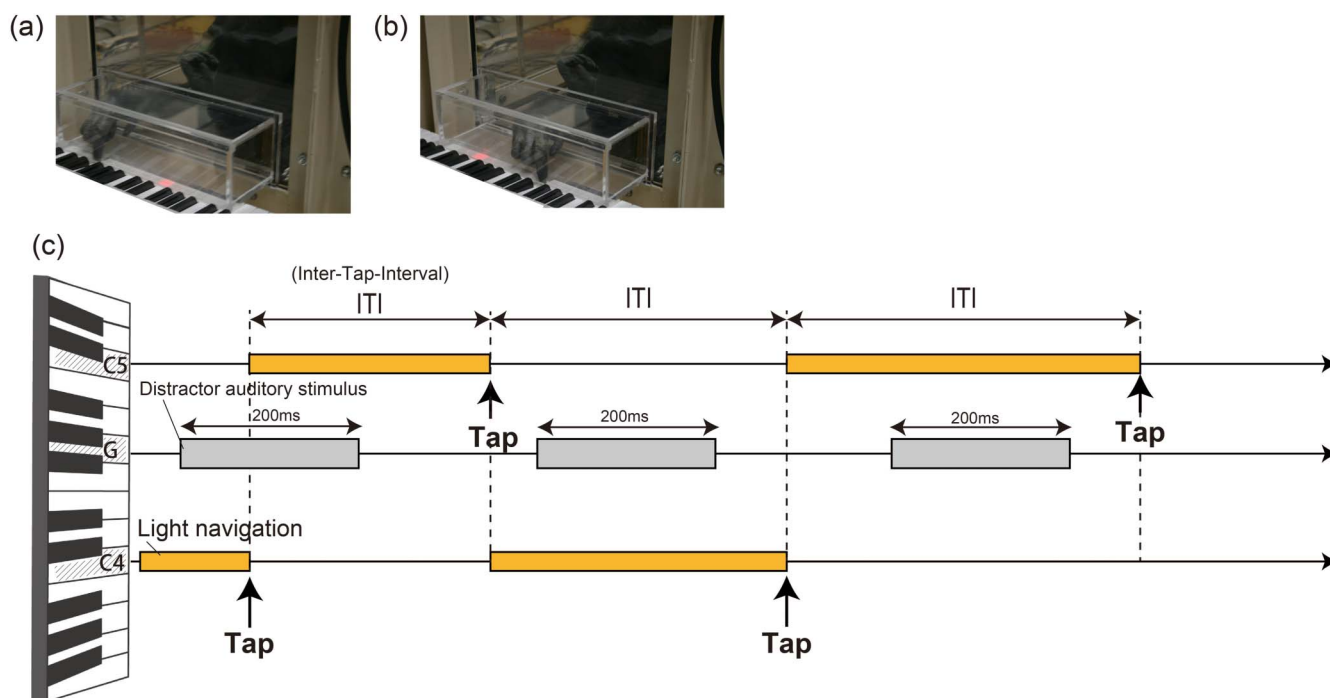 (a)
(b)
(c)
(Inter-Tap-Interval)
ITI
ITI
ITI
C5
Distractor auditory stimulus
200ms
200ms
200ms
Tap
Tap
G
Light navigation
C4
Tap
Tap